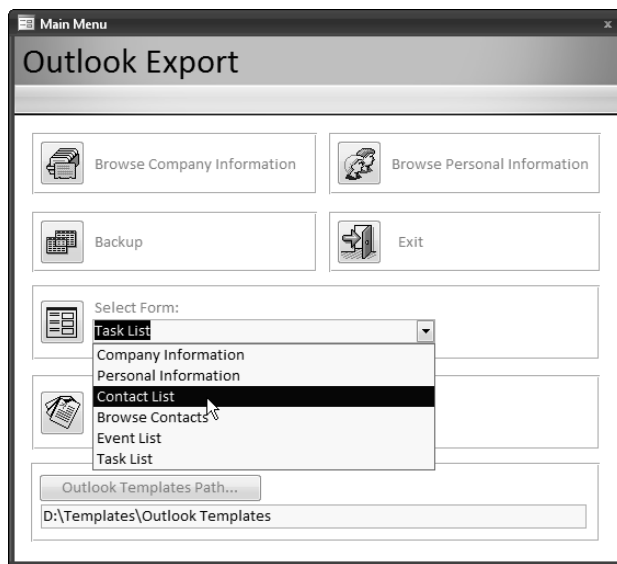 Main Menu
x
Outlook Export
Browse Company Information
Browse Personal Information
Backup
Exit
Select Form:
Task List
Company Information
Personal Information
Contact List
Browse Contacts
Event List
Task List
Outlook Templates Path...
D:\Templates\Outlook Templates